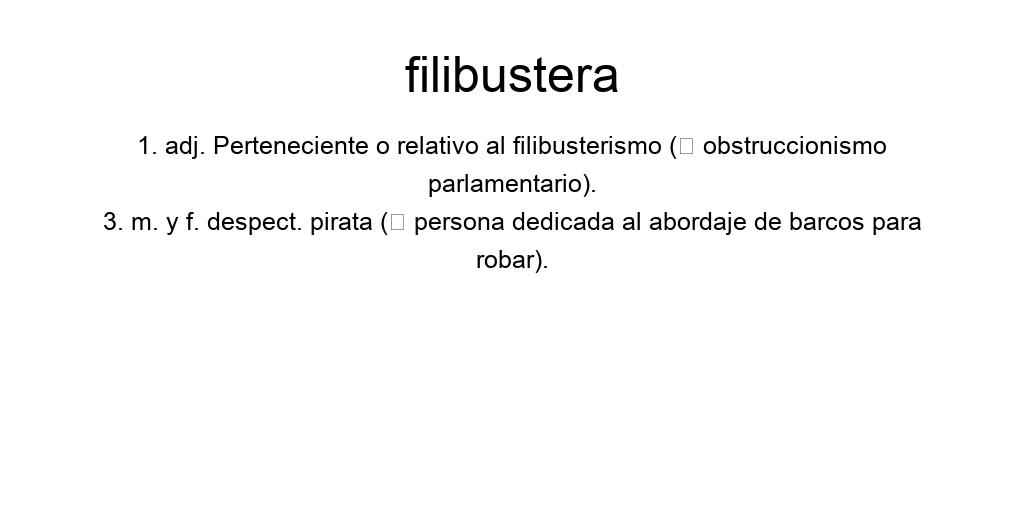 filibustera
1. adj. Perteneciente o relativo al filibusterismo (▯ obstruccionismo
parlamentario).
3. m. y f. despect. pirata (▯ persona dedicada al abordaje de barcos para
robar).